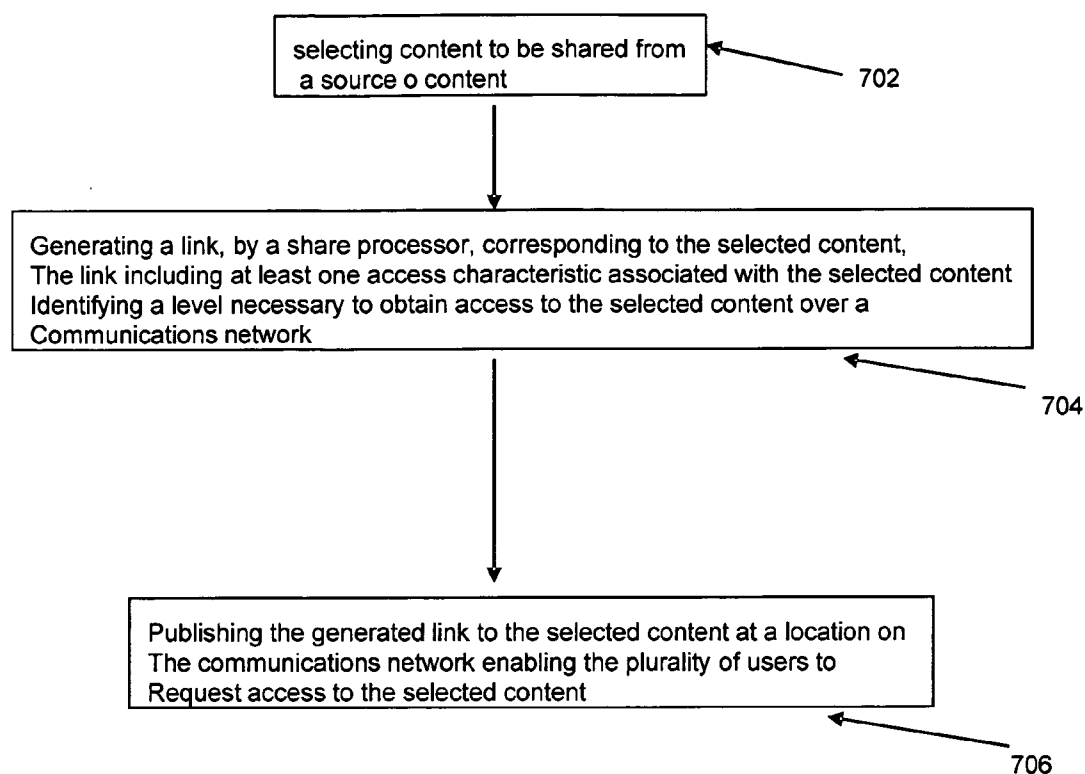 selecting content to be shared from
a source o content
702
Generating a link, by a share processor, corresponding to the selected content,
The link including at least one access characteristic associated with the selected content
Identifying a level necessary to obtain access to the selected content over a
Communications network
704
Publishing the generated link to the selected content at a location on
The communications network enabling the plurality of users to
Request access to the selected content
706